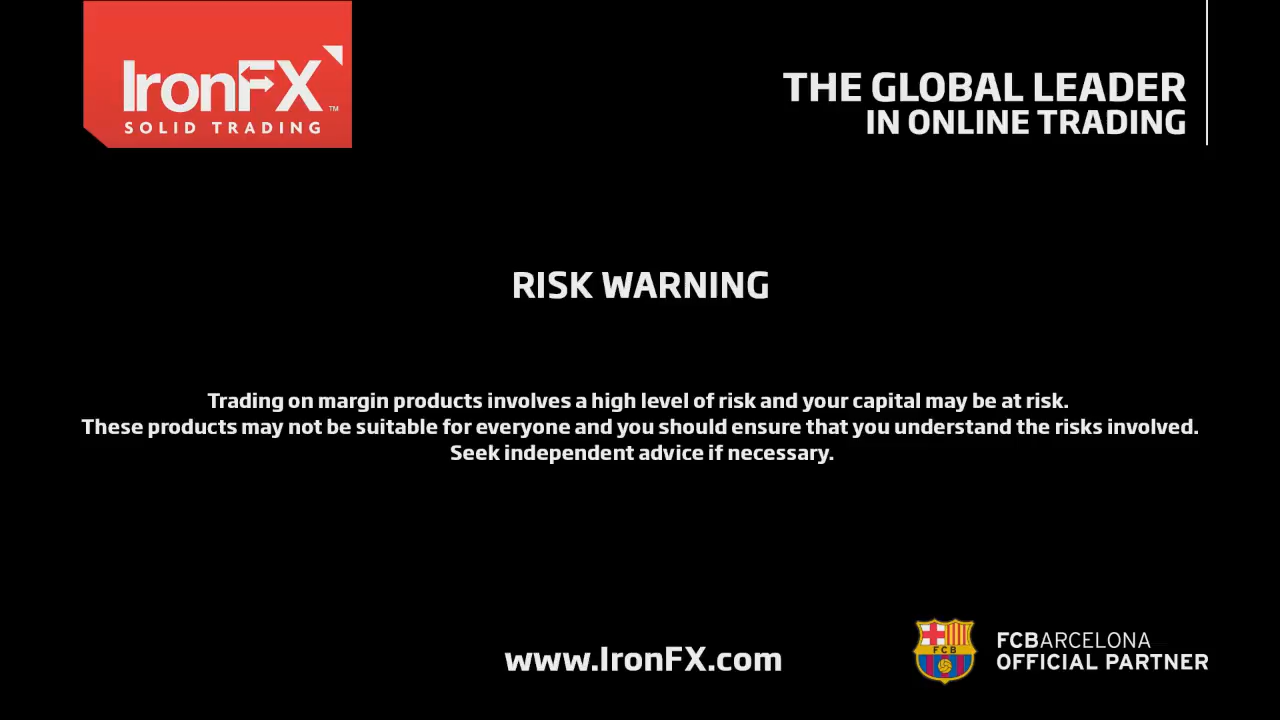 IronFX™
SOLID TRADING
THE GLOBAL LEADER
IN ONLINE TRADING
RISK WARNING
Trading on margin products involves a high level of risk and your capital may be at risk.
These products may not be suitable for everyone and you should ensure that you understand the risks involved.
Seek independent advice if necessary.
www.IronFX.com
FCB
FCBARCELONA
OFFICIAL PARTNER